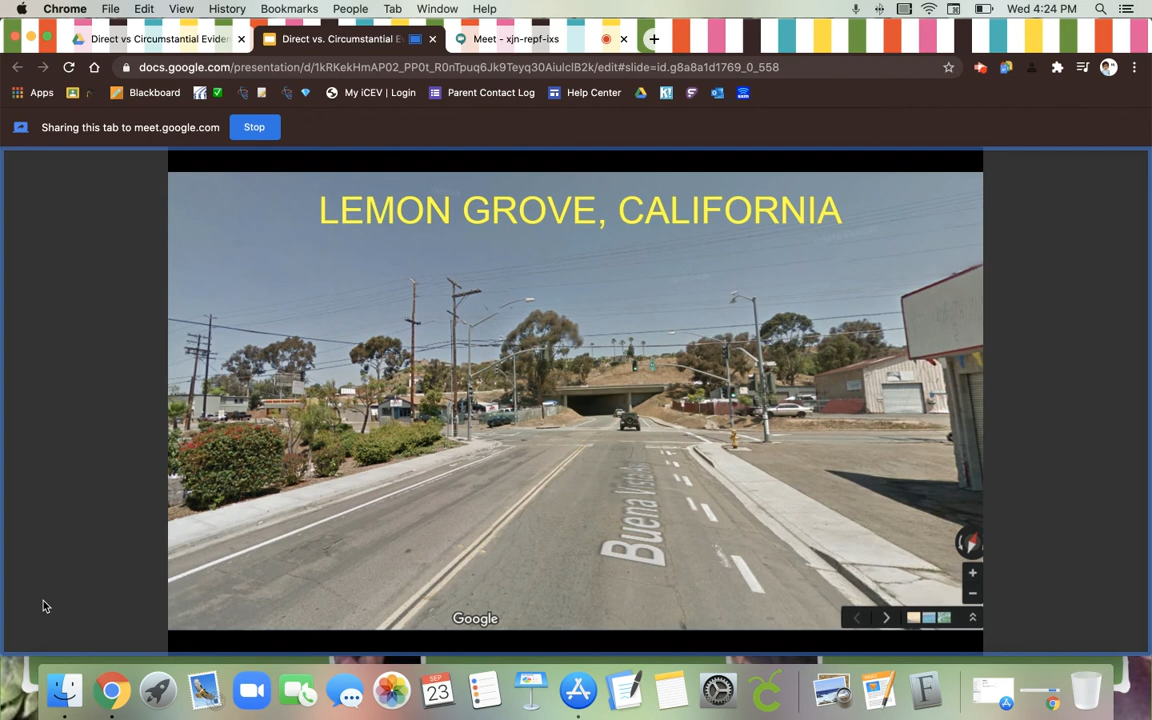 Chrome File Edit View History Bookmarks People Tab Window Help Wed 4:24 PM
Direct vs Circumstantial Eviden Direct vs. Circumstantial E Meet - xjn-repf-ixs
docs.google.com/presentation/d/1kRKekHmAP02_PP0t_R0nTpuq6Jk9Teyq30AiulclB2k/edit#slide=id.g8a8a1d1769_0_558
Apps Blackboard My iCEV | Login Parent Contact Log Help Center
Sharing this tab to meet.google.com Stop
LEMON GROVE, CALIFORNIA
Buena Vista
Google
SEP
23